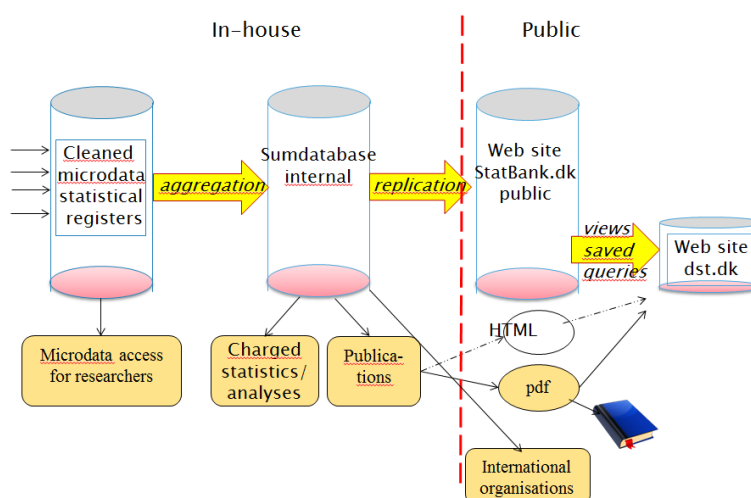 In-house
Public
Cleaned
microdata
statistical
registers
aggregation
Sumdatabase
internal
replication
Web site
StatBank.dk
public
views
saved
queries
Web site
dst.dk
Microdata access
for researchers
Charged
statistics/
analyses
Publica-
tions
HTML
pdf
International
organisations